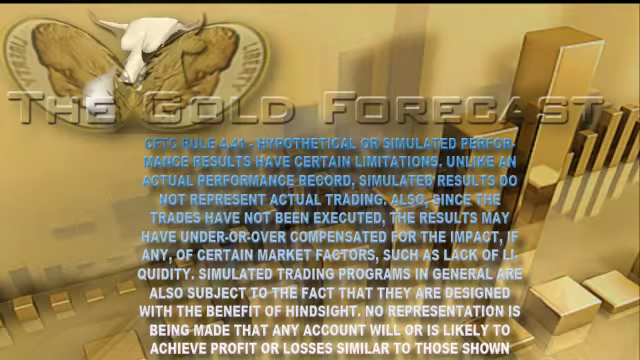 LIBERTY
THE GOLD FORECAST
CFTC RULE 4.41 - HYPOTHETICAL OR SIMULATED PERFOR-
MANCE RESULTS HAVE CERTAIN LIMITATIONS. UNLIKE AN
ACTUAL PERFORMANCE RECORD, SIMULATED RESULTS DO
NOT REPRESENT ACTUAL TRADING. ALSO, SINCE THE
TRADES HAVE NOT BEEN EXECUTED, THE RESULTS MAY
HAVE UNDER-OR-OVER COMPENSATED FOR THE IMPACT, IF
ANY, OF CERTAIN MARKET FACTORS, SUCH AS LACK OF LI-
QUIDITY. SIMULATED TRADING PROGRAMS IN GENERAL ARE
ALSO SUBJECT TO THE FACT THAT THEY ARE DESIGNED
WITH THE BENEFIT OF HINDSIGHT. NO REPRESENTATION IS
BEING MADE THAT ANY ACCOUNT WILL OR IS LIKELY TO
ACHIEVE PROFIT OR LOSSES SIMILAR TO THOSE SHOWN